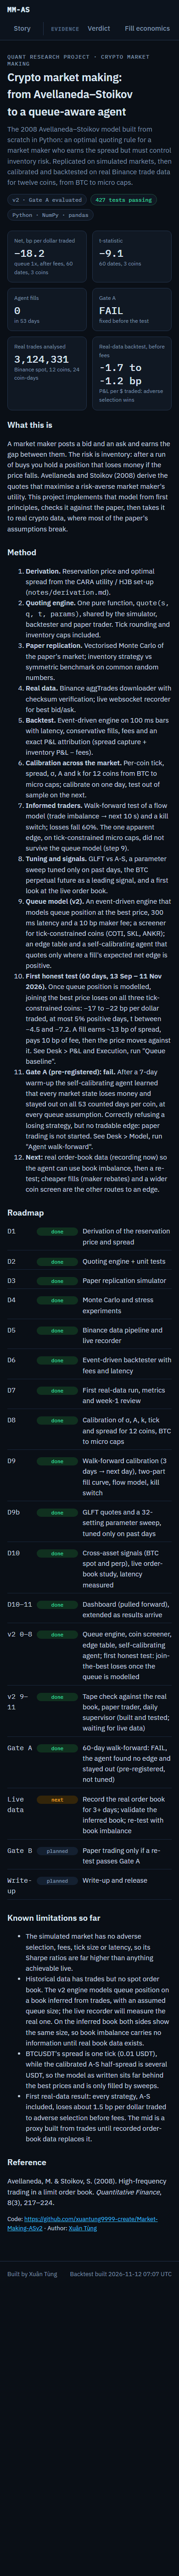 MM-AS
Story
EVIDENCE
Verdict
Fill economics
QUANT RESEARCH PROJECT · CRYPTO MARKET
MAKING
Crypto market making:
from Avellaneda–Stoikov
to a queue-aware agent
The 2008 Avellaneda–Stoikov model built from
scratch in Python: an optimal quoting rule for a
market maker who earns the spread but must control
inventory risk. Replicated on simulated markets, then
calibrated and backtested on real Binance trade data
for twelve coins, from BTC to micro caps.
v2 · Gate A evaluated
427 tests passing
Python · NumPy · pandas
Net, bp per dollar traded
−18.2
queue 1x, after fees, 60
dates, 3 coins
t-statistic
−9.1
60 dates, 3 coins
Agent fills
0
in 53 days
Gate A
FAIL
fixed before the test
Real trades analysed
3,124,331
Binance spot, 12 coins, 24
coin-days
Real-data backtest, before
fees
-1.7 to
-1.2 bp
P&L per $ traded: adverse
selection wins
What this is
A market maker posts a bid and an ask and earns the
gap between them. The risk is inventory: after a run
of buys you hold a position that loses money if the
price falls. Avellaneda and Stoikov (2008) derive the
quotes that maximise a risk-averse market maker's
utility. This project implements that model from first
principles, checks it against the paper, then takes it
to real crypto data, where most of the paper's
assumptions break.
Method
1. Derivation. Reservation price and optimal
spread from the CARA utility / HJB set-up
(notes/derivation.md).
2. Quoting engine. One pure function, quote(s,
q, t, params), shared by the simulator,
backtester and paper trader. Tick rounding and
inventory caps included.
3. Paper replication. Vectorised Monte Carlo of
the paper's market; inventory strategy vs
symmetric benchmark on common random
numbers.
4. Real data. Binance aggTrades downloader with
checksum verification; live websocket recorder
for best bid/ask.
5. Backtest. Event-driven engine on 100 ms bars
with latency, conservative fills, fees and an
exact P&L attribution (spread capture +
inventory P&L − fees).
6. Calibration across the market. Per-coin tick,
spread, σ, A and k for 12 coins from BTC to
micro caps; calibrate on one day, test out of
sample on the next.
7. Informed traders. Walk-forward test of a flow
model (trade imbalance → next 10 s) and a kill
switch; losses fall 60%. The one apparent
edge, on tick-constrained micro caps, did not
survive the queue model (step 9).
8. Tuning and signals. GLFT vs A-S, a parameter
sweep tuned only on past days, the BTC
perpetual future as a leading signal, and a first
look at the live order book.
9. Queue model (v2). An event-driven engine that
models queue position at the best price, 300
ms latency and a 10 bp maker fee; a screener
for tick-constrained coins (COTI, SKL, ANKR);
an edge table and a self-calibrating agent that
quotes only where a fill's expected net edge is
positive.
10. First honest test (60 days, 13 Sep – 11 Nov
2026). Once queue position is modelled,
joining the best price loses on all three tick-
constrained coins: −17 to −22 bp per dollar
traded, at most 5% positive days, t between
−4.5 and −7.2. A fill earns ~13 bp of spread,
pays 10 bp of fee, then the price moves against
it. See Desk > P&L and Execution, run "Queue
baseline".
11. Gate A (pre-registered): fail. After a 7-day
warm-up the self-calibrating agent learned
that every market state loses money and
stayed out on all 53 counted days per coin, at
every queue assumption. Correctly refusing a
losing strategy, but no tradeable edge: paper
trading is not started. See Desk > Model, run
"Agent walk-forward".
12. Next: real order-book data (recording now) so
the agent can use book imbalance, then a re-
test; cheaper fills (maker rebates) and a wider
coin screen are the other routes to an edge.
Roadmap
D1 done Derivation of the reservation
price and spread
D2 done Quoting engine + unit tests
D3 done Paper replication simulator
D4 done Monte Carlo and stress
experiments
D5 done Binance data pipeline and
live recorder
D6 done Event-driven backtester with
fees and latency
D7 done First real-data run, metrics
and week-1 review
D8 done Calibration of σ, A, k, tick
and spread for 12 coins, BTC
to micro caps
D9 done Walk-forward calibration (3
days → next day), two-part
fill curve, flow model, kill
switch
D9b done GLFT quotes and a 32-
setting parameter sweep,
tuned only on past days
D10 done Cross-asset signals (BTC
spot and perp), live order-
book study, latency
measured
D10–11 done Dashboard (pulled forward),
extended as results arrive
v2 0–8 done Queue engine, coin screener,
edge table, self-calibrating
agent; first honest test: join-
the-best loses once the
queue is modelled
v2 9–
11 done Tape check against the real
book, paper trader, daily
supervisor (built and tested;
waiting for live data)
Gate A done 60-day walk-forward: FAIL,
the agent found no edge and
stayed out (pre-registered,
not tuned)
Live
data next Record the real order book
for 3+ days; validate the
inferred book; re-test with
book imbalance
Gate B planned Paper trading only if a re-
test passes Gate A
Write-
up planned Write-up and release
Known limitations so far
• The simulated market has no adverse
selection, fees, tick size or latency, so its
Sharpe ratios are far higher than anything
achievable live.
• Historical data has trades but no spot order
book. The v2 engine models queue position on
a book inferred from trades, with an assumed
queue size; the live recorder will measure the
real one. On the inferred book both sides show
the same size, so book imbalance carries no
information until real book data exists.
• BTCUSDT's spread is one tick (0.01 USDT),
while the calibrated A-S half-spread is several
USDT, so the model as written sits far behind
the best prices and is only filled by sweeps.
• First real-data result: every strategy, A-S
included, loses about 1.5 bp per dollar traded
to adverse selection before fees. The mid is a
proxy built from trades until recorded order-
book data replaces it.
Reference
Avellaneda, M. & Stoikov, S. (2008). High-frequency
trading in a limit order book. Quantitative Finance,
8(3), 217–224.
Code: https://github.com/xuantung9999-create/Market-
Making-ASv2 · Author: Xuân Tùng
Built by Xuân Tùng
Backtest built 2026-11-12 07:07 UTC